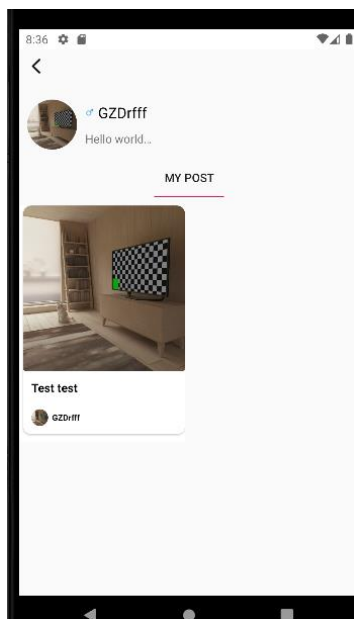 8:36
GZDrfff
Hello world...
MY POST
Test test
GZDrfff